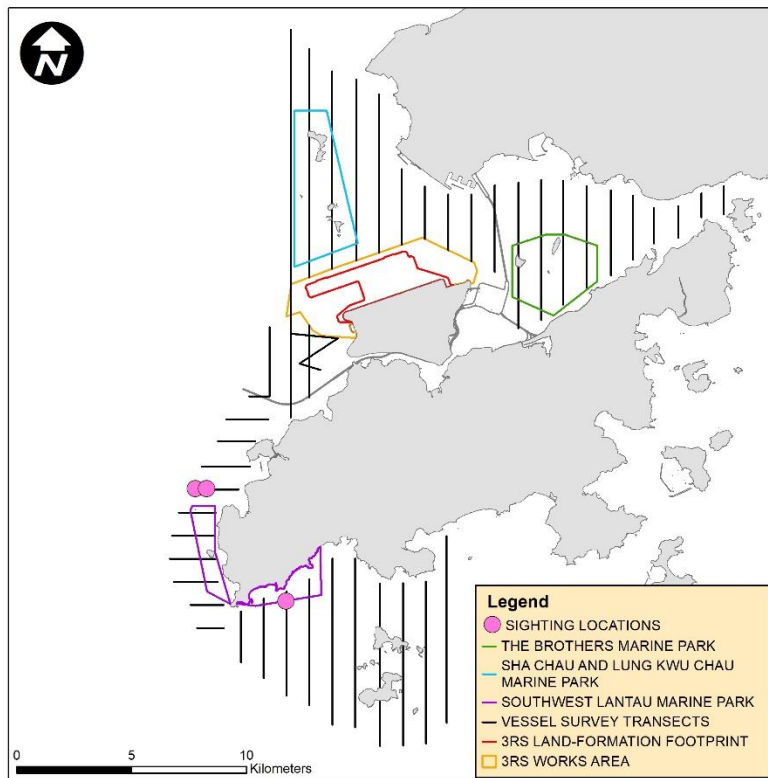 N
Legend
SIGHTING LOCATIONS
THE BROTHERS MARINE PARK
SHA CHAU AND LUNG KWU CHAU
MARINE PARK
SOUTHWEST LANTAU MARINE PARK
VESSEL SURVEY TRANSECTS
3RS LAND-FORMATION FOOTPRINT
3RS WORKS AREA
0 5 10
Kilometers